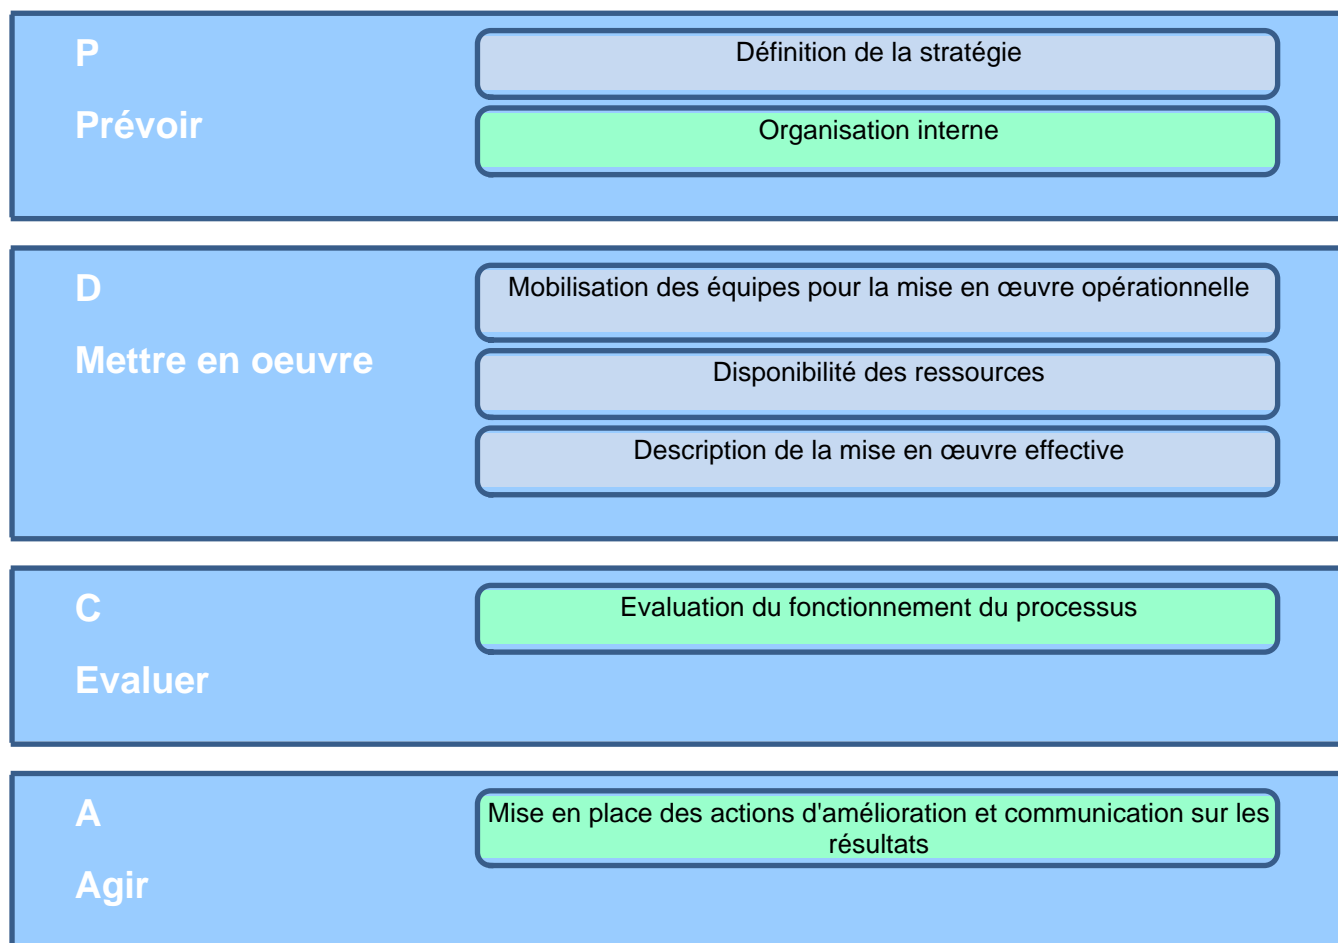 P
Prévoir
Définition de la stratégie
Organisation interne
D
Mettre en oeuvre
Mobilisation des équipes pour la mise en œuvre opérationnelle
Disponibilité des ressources
Description de la mise en œuvre effective
C
Evaluer
Evaluation du fonctionnement du processus
A
Agir
Mise en place des actions d'amélioration et communication sur les
résultats